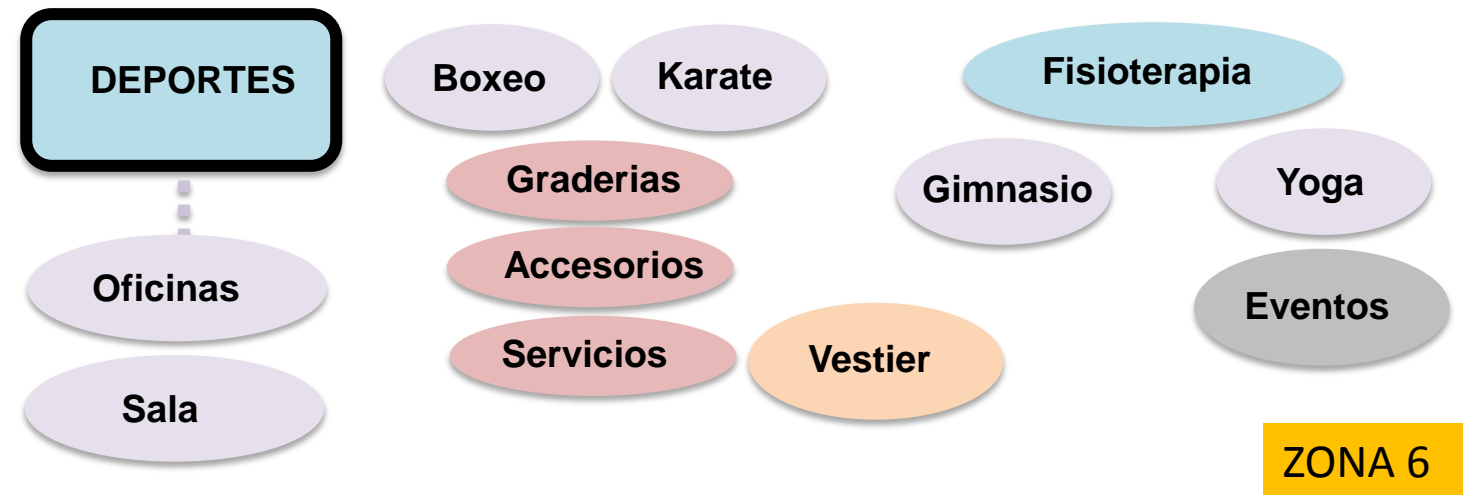 DEPORTES
Boxeo
Karate
Fisioterapia
Graderias
Gimnasio
Yoga
Oficinas
Accesorios
Eventos
Servicios
Vestier
Sala
ZONA 6